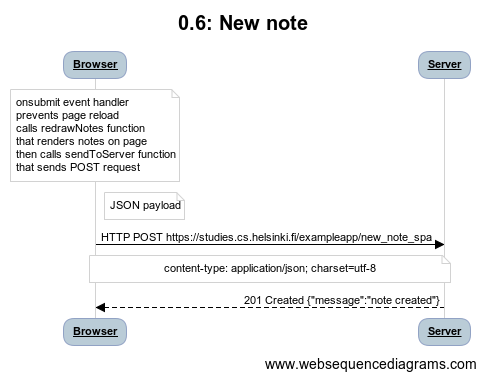 0.6: New note
Browser
Server
onsubmit event handler
prevents page reload
calls redrawNotes function
that renders notes on page
then calls sendToServer function
that sends POST request
JSON payload
HTTP POST https://studies.cs.helsinki.fi/exampleapp/new_note_spa
content-type: application/json; charset=utf-8
201 Created {"message":"note created"}
Browser
Server
www.websequencediagrams.com